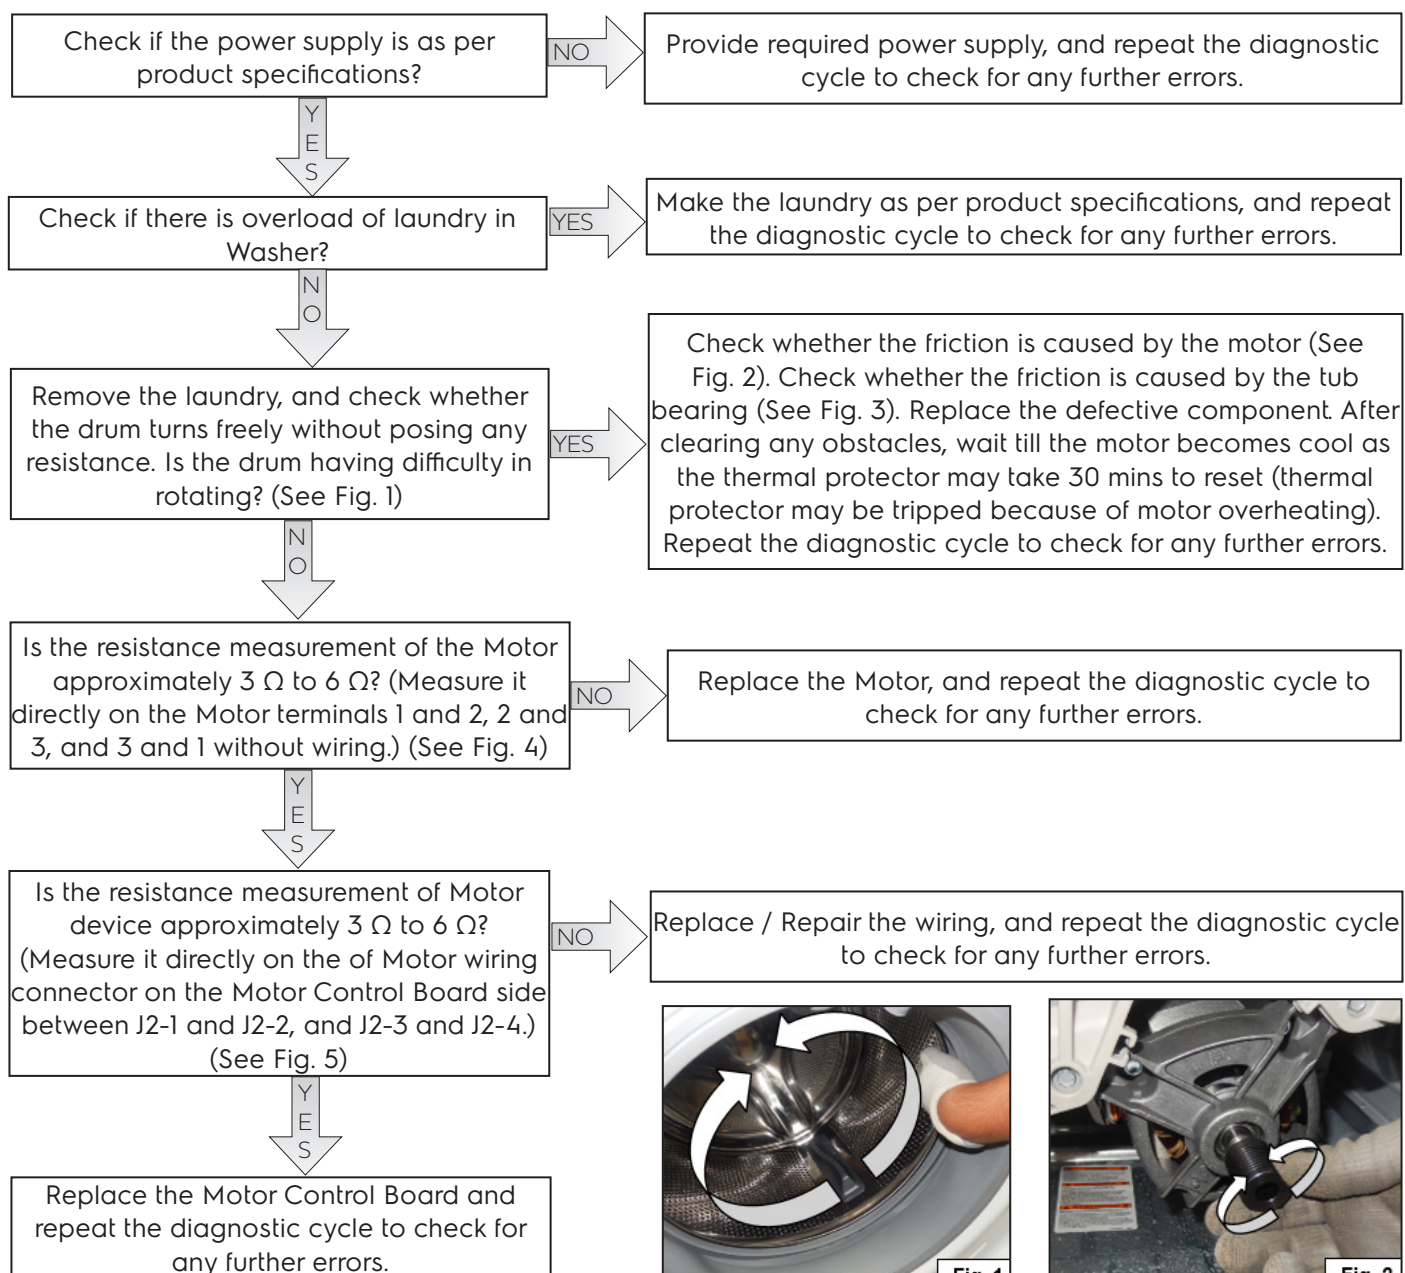 Check if the power supply is as per
product specifications?
NO
Provide required power supply, and repeat the diagnostic
cycle to check for any further errors.
Y
E
S
Check if there is overload of laundry in
Washer?
YES
Make the laundry as per product specifications, and repeat
the diagnostic cycle to check for any further errors.
N
O
Remove the laundry, and check whether
the drum turns freely without posing any
resistance. Is the drum having difficulty in
rotating? (See Fig. 1)
YES
Check whether the friction is caused by the motor (See
Fig. 2). Check whether the friction is caused by the tub
bearing (See Fig. 3). Replace the defective component. After
clearing any obstacles, wait till the motor becomes cool as
the thermal protector may take 30 mins to reset (thermal
protector may be tripped because of motor overheating).
Repeat the diagnostic cycle to check for any further errors.
N
O
Is the resistance measurement of the Motor
approximately 3 Ω to 6 Ω? (Measure it
directly on the Motor terminals 1 and 2, 2 and
3, and 3 and 1 without wiring.) (See Fig. 4)
NO
Replace the Motor, and repeat the diagnostic cycle to
check for any further errors.
Y
E
S
Is the resistance measurement of Motor
device approximately 3 Ω to 6 Ω?
(Measure it directly on the of Motor wiring
connector on the Motor Control Board side
between J2-1 and J2-2, and J2-3 and J2-4.)
(See Fig. 5)
NO
Replace / Repair the wiring, and repeat the diagnostic cycle
to check for any further errors.
Y
E
S
Replace the Motor Control Board and
repeat the diagnostic cycle to check for
any further errors.
Fig. 1
Fig. 2